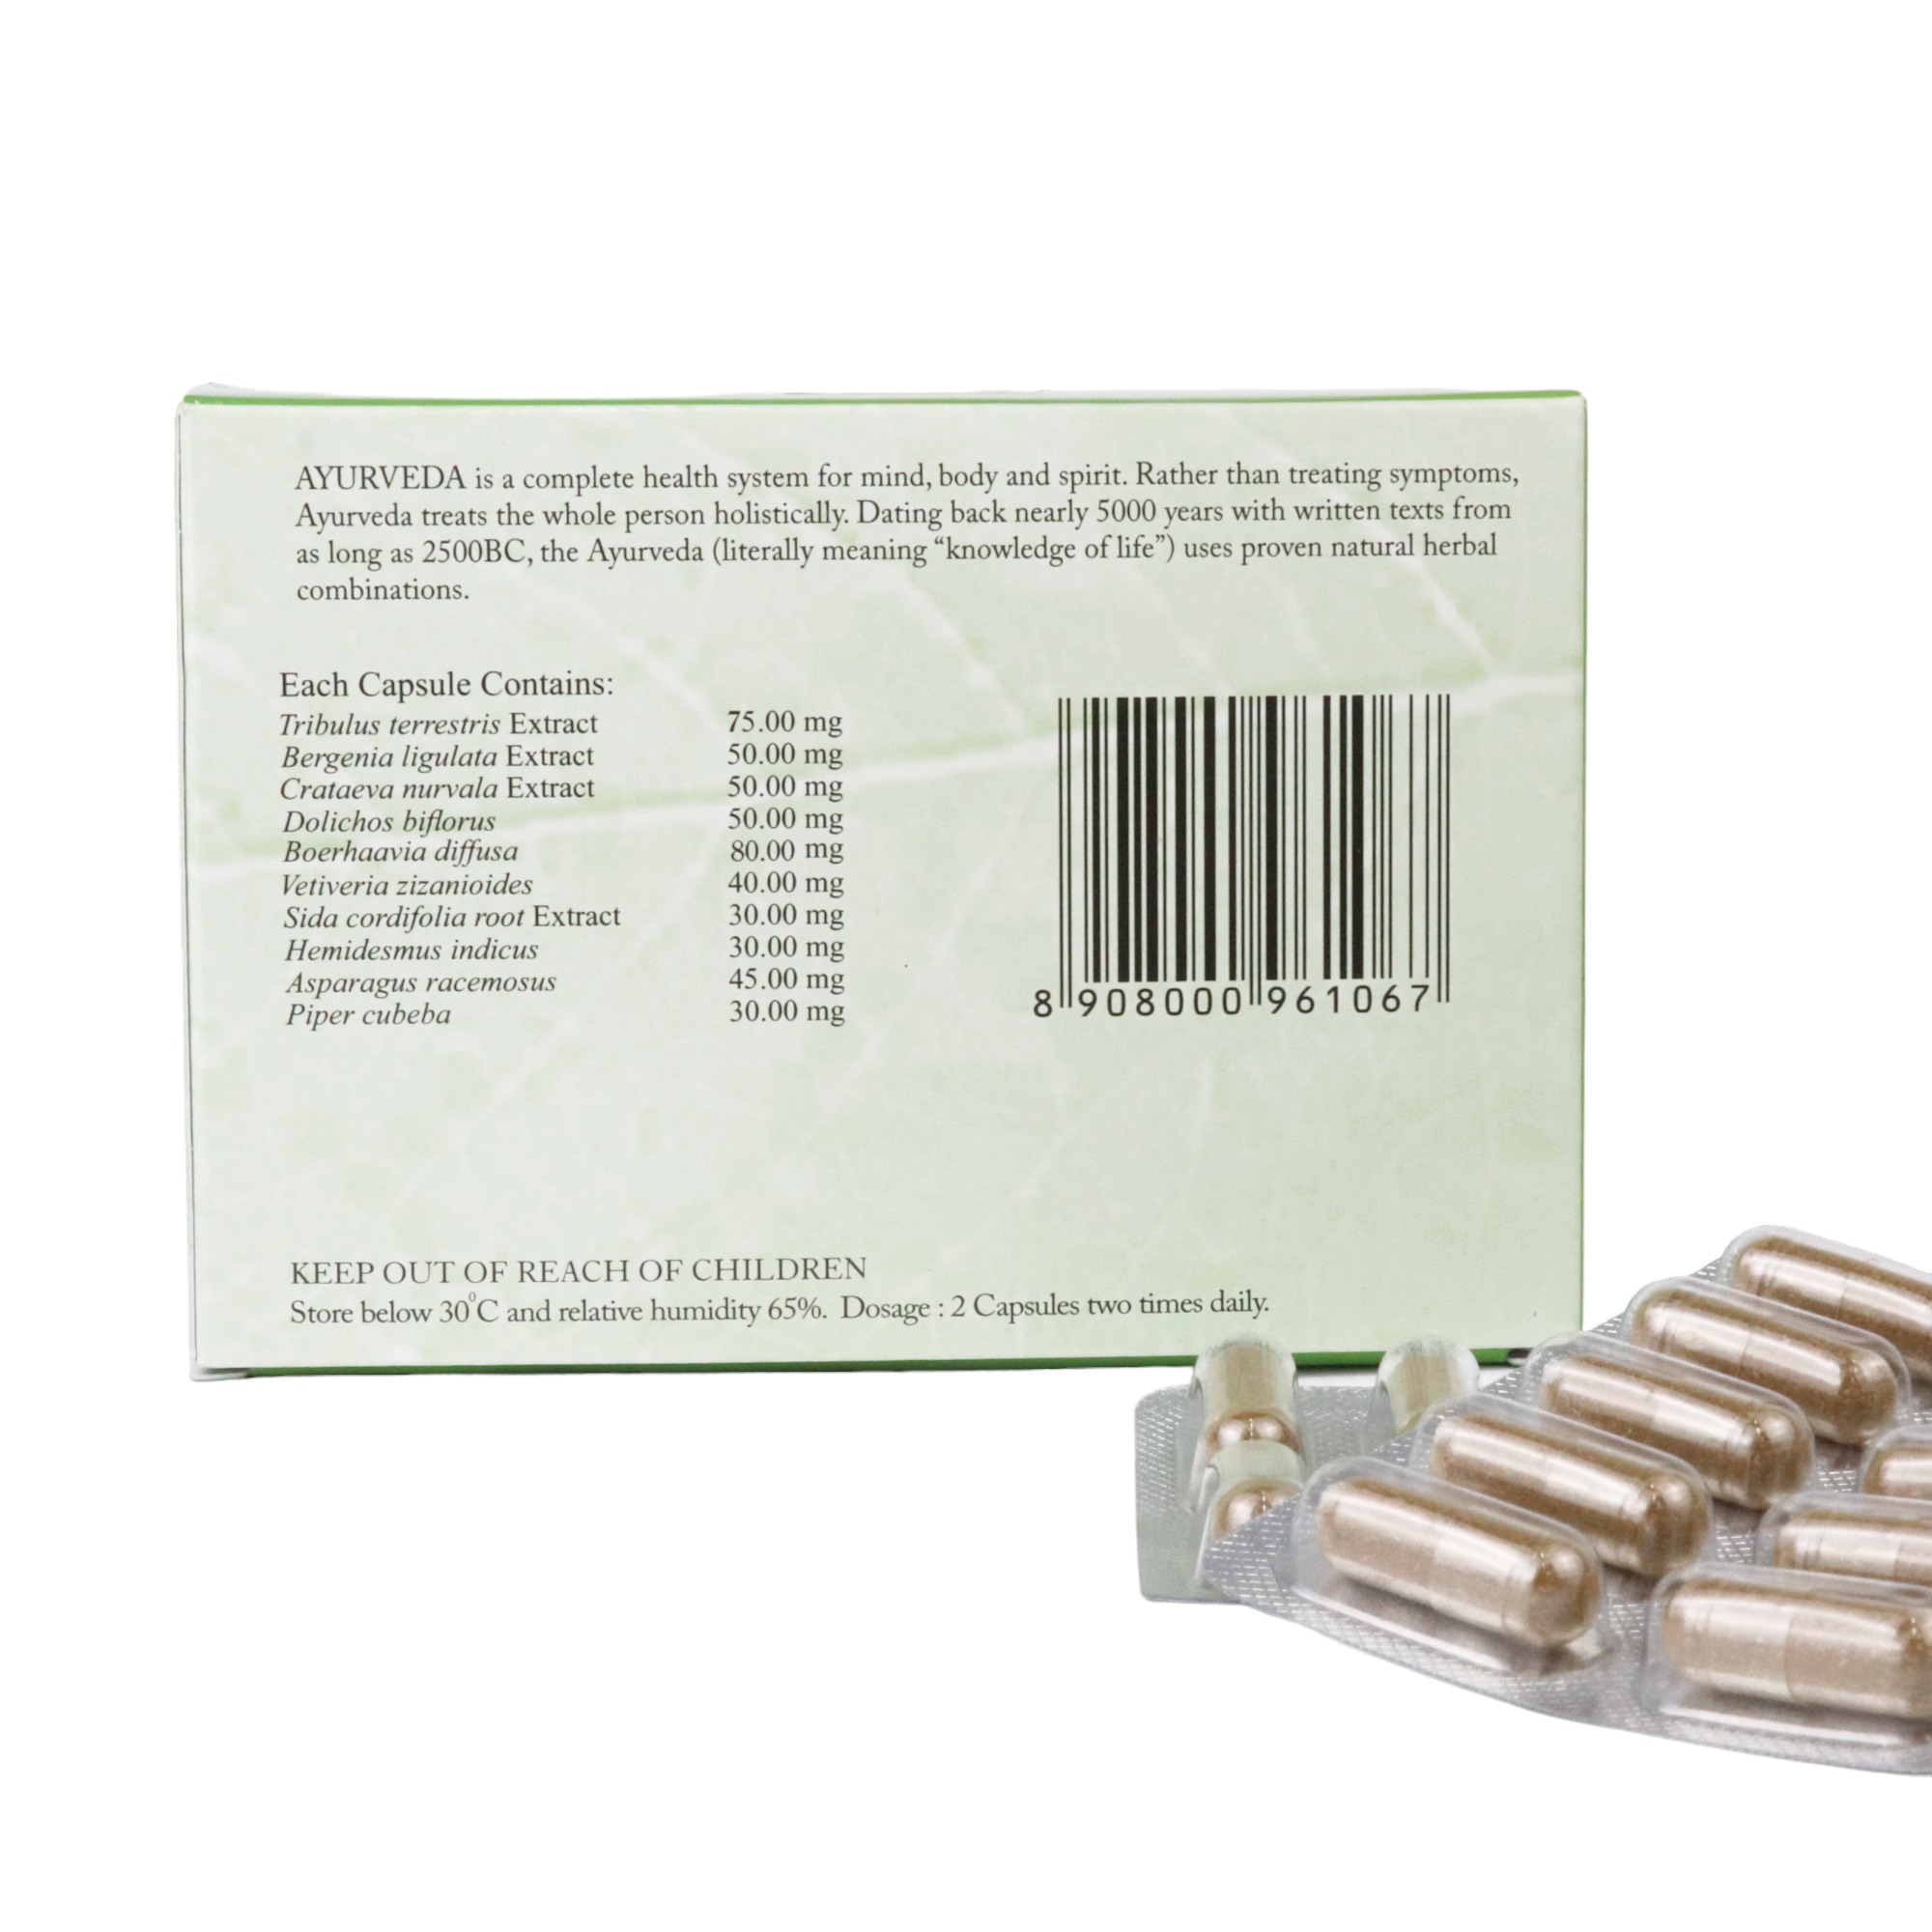 AYURVEDA is a complete health system for mind, body and spirit. Rather than treating symptoms,
Ayurveda treats the whole person holistically. Dating back nearly 5000 years with written texts from
as long as 2500BC, the Ayurveda (literally meaning “knowledge of life”) uses proven natural herbal
combinations.
Each Capsule Contains:
Tribulus terrestris Extract 75.00 mg
Bergenia ligulata Extract 50.00 mg
Crataeva nurvala Extract 50.00 mg
Dolichos biflorus 50.00 mg
Boerhaavia diffusa 80.00 mg
Vetiveria zizanioides 40.00 mg
Sida cordifolia root Extract 30.00 mg
Hemidesmus indicus 30.00 mg
Asparagus racemosus 45.00 mg
Piper cubeba 30.00 mg
8 908000 961067
KEEP OUT OF REACH OF CHILDREN
Store below 30°C and relative humidity 65%. Dosage : 2 Capsules two times daily.